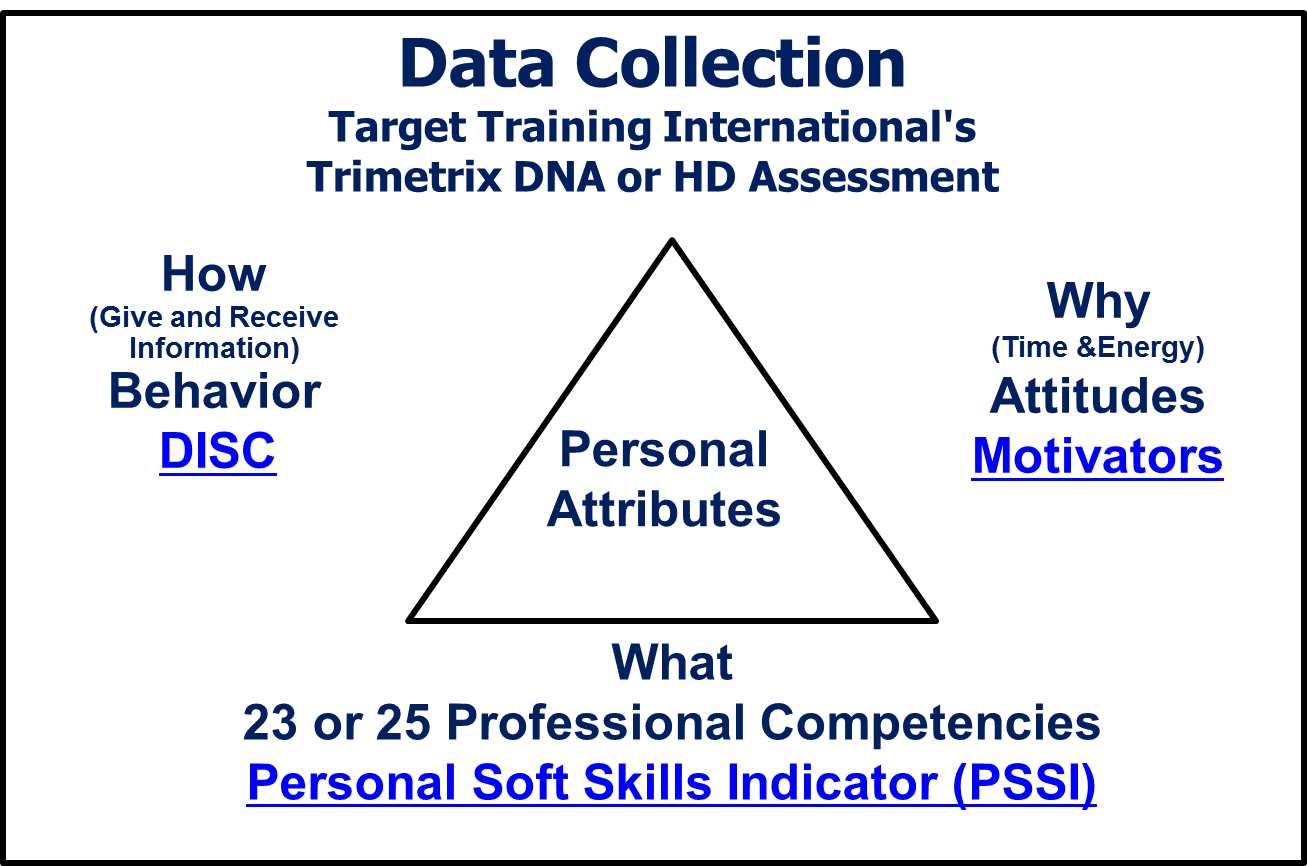 Data Collection
Target Training International's
Trimetrix DNA or HD Assessment
How
(Give and Receive
Information)
Behavior
DISC
Why
(Time &Energy)
Attitudes
Motivators
Personal
Attributes
What
23 or 25 Professional Competencies
Personal Soft Skills Indicator (PSSI)